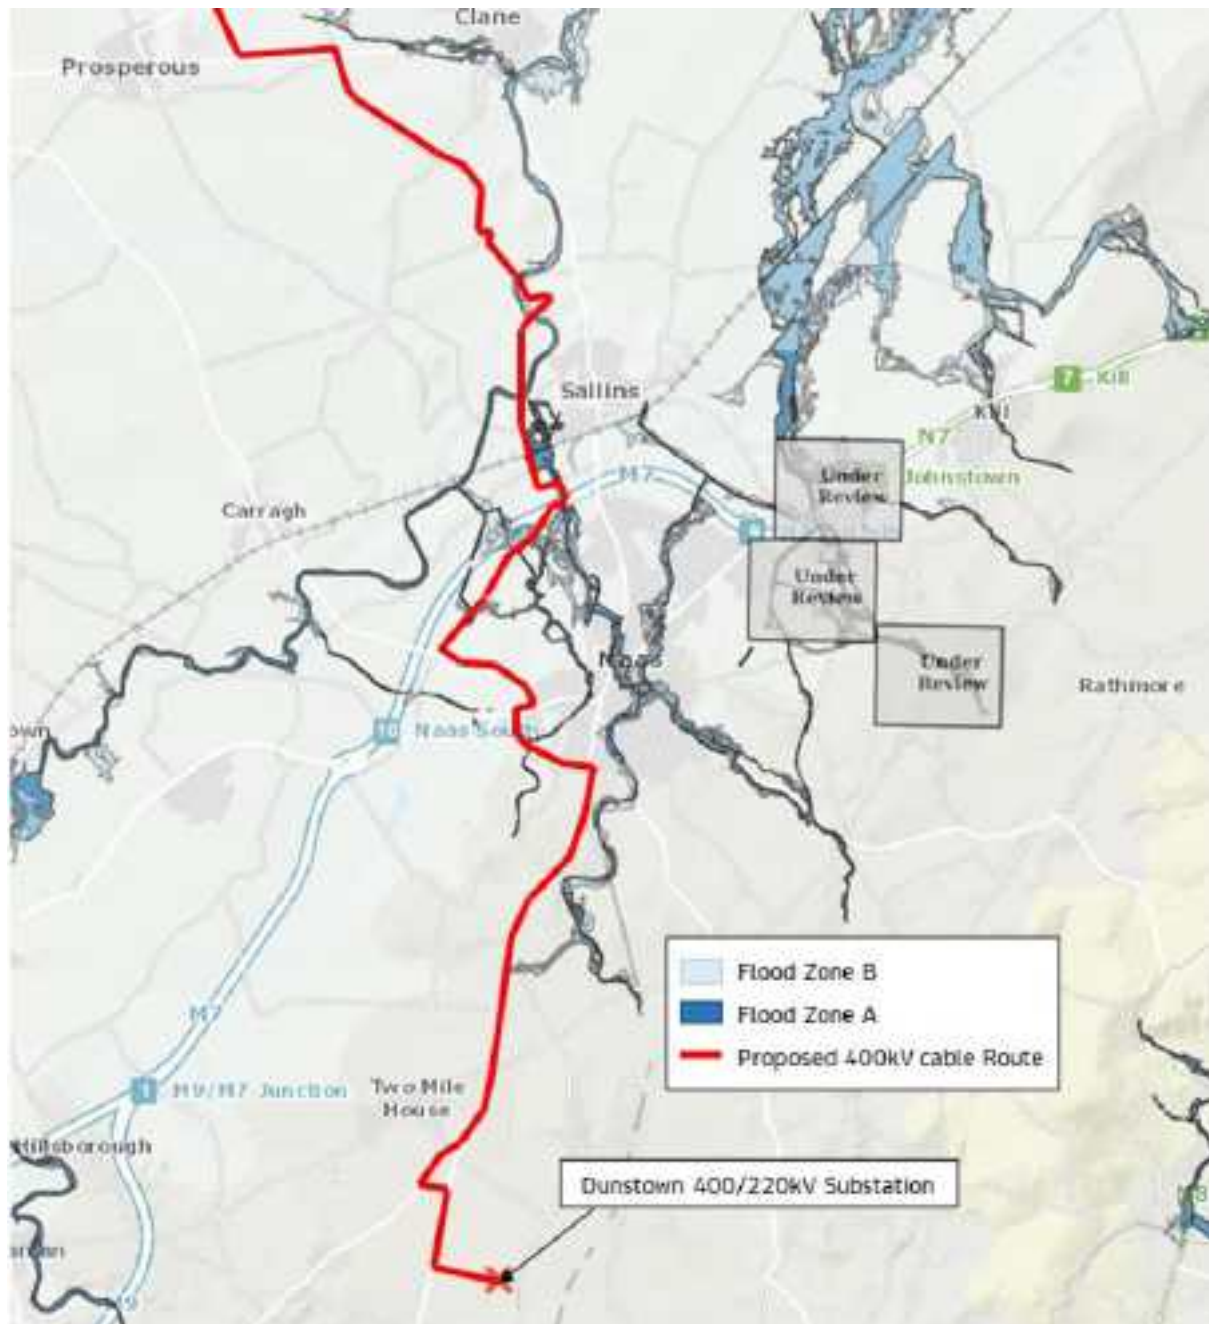 Clane
Prosperous
Sallins
7
Kill
Kill
N7
M7
Under
Review
Johnstown
Carragh
Under
Review
Naas
Under
Review
Rathmore
10
Naas South
Flood Zone B
Flood Zone A
Proposed 400kV cable Route
M7
M9/M7 Junction
Two Mile
House
Hillsborough
Dunstown 400/220kV Substation